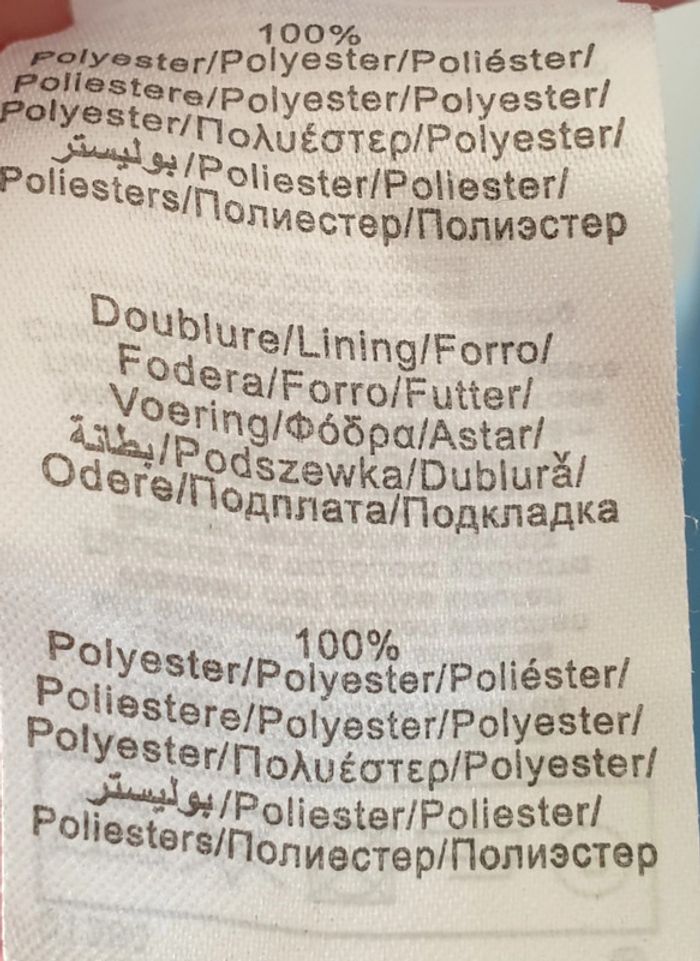 100%
Polyester/Polyester/Poliéster/
Poliestere/Polyester/Polyester/
Polyester/Πολυέστερ/Polyester/
بوليستر/Poliester/Poliester/
Poliesters/Полиестер/Полиэстер
Doublure/Lining/Forro/
Fodera/Forro/Futter/
Voering/Φόδρα/Astar/
بطانة/Podszewka/Dublură/
Odere/Подплата/Подкладка
100%
Polyester/Polyester/Poliéster/
Poliestere/Polyester/Polyester/
Polyester/Πολυέστερ/Polyester/
بوليستر/Poliester/Poliester/
Poliesters/Полиестер/Полиэстер